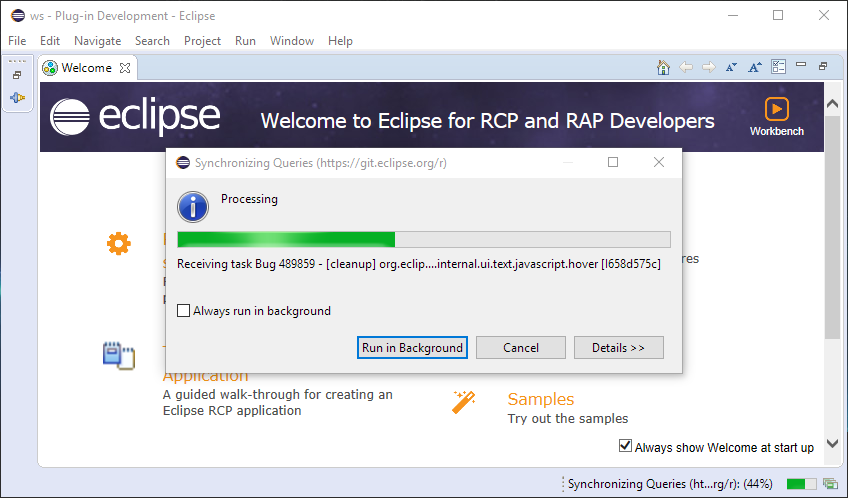 ws - Plug-in Development - Eclipse
File Edit Navigate Search Project Run Window Help
Welcome
eclipse
Welcome to Eclipse for RCP and RAP Developers
Workbench
Synchronizing Queries (https://git.eclipse.org/r)
Processing
Receiving task Bug 489859 - [cleanup] org.eclip....internal.ui.text.javascript.hover [I658d575c]
Always run in background
Run in Background Cancel Details >>
Application
A guided walk-through for creating an
Eclipse RCP application
Samples
Try out the samples
Always show Welcome at start up
Synchronizing Queries (ht...rg/r): (44%)